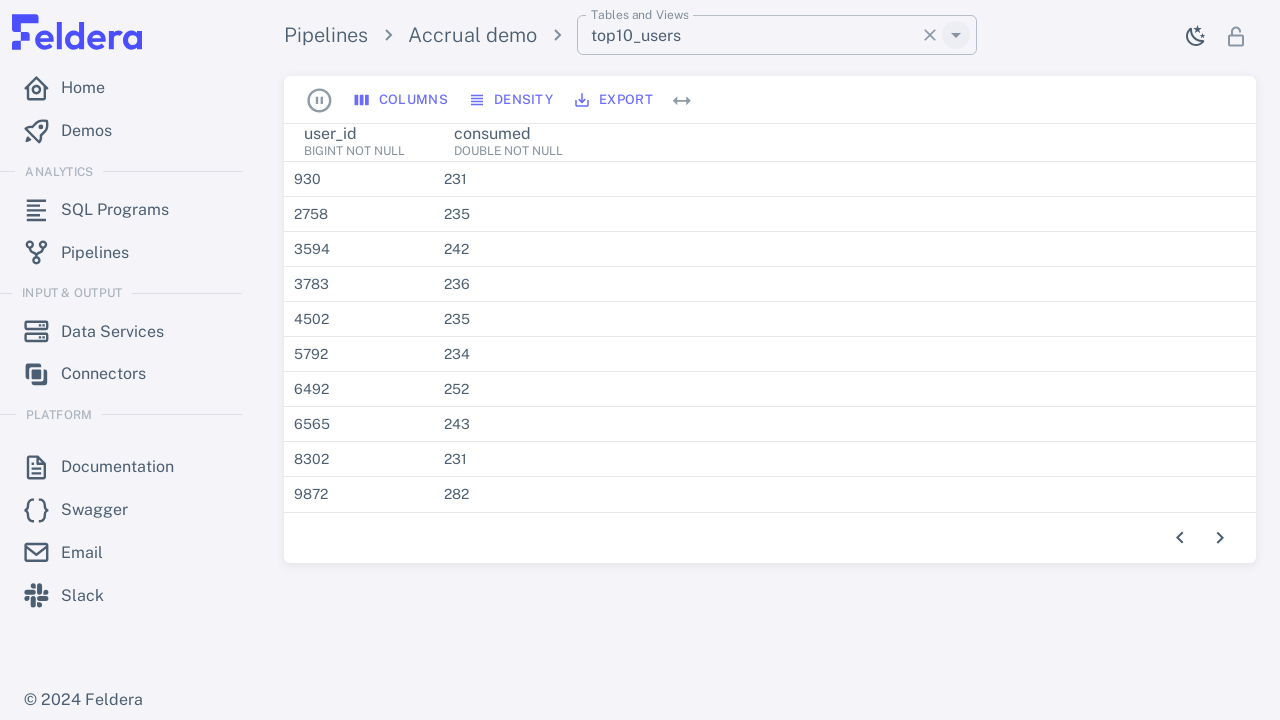 Feldera
Home
Demos
ANALYTICS
SQL Programs
Pipelines
INPUT & OUTPUT
Data Services
Connectors
PLATFORM
Documentation
Swagger
Email
Slack
© 2024 Feldera
Pipelines
Accrual demo
Tables and Views
top10_users
COLUMNS DENSITY EXPORT
user_id consumed
BIGINT NOT NULL DOUBLE NOT NULL
930 231
2758 235
3594 242
3783 236
4502 235
5792 234
6492 252
6565 243
8302 231
9872 282